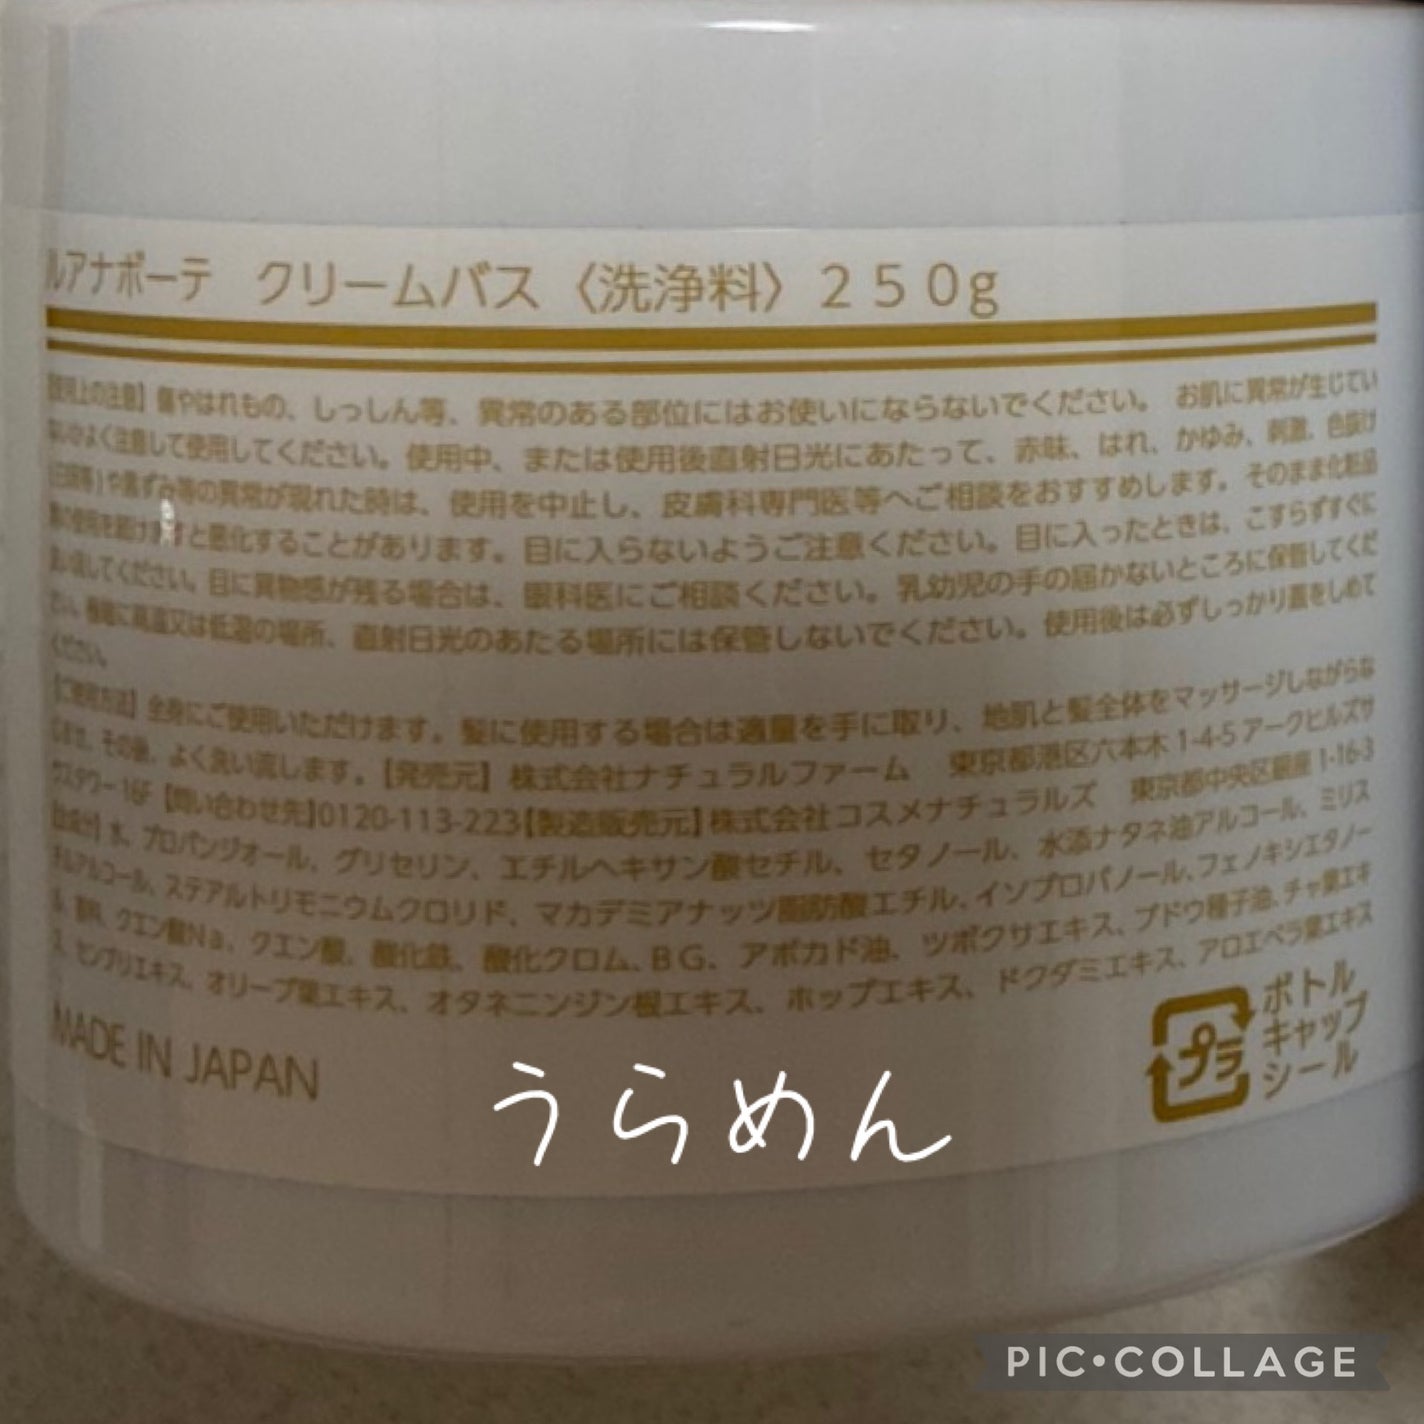 ルアナボーテ　クリームバス〈洗浄料〉２５０g
【使用上の注意】傷やはれもの、しっしん等、異常のある部位にはお使いにならないでください。　お肌に異常が生じてい
ないかよく注意して使用してください。使用中、または使用後直射日光にあたって、赤味、はれ、かゆみ、刺激、色抜け
(白斑等)や黒ずみ等の異常が現れた時は、使用を中止し、皮膚科専門医等へご相談をおすすめします。そのまま化粧品
類の使用を続けますと悪化することがあります。目に入らないようご注意ください。目に入ったときは、こすらずすぐに
洗い流してください。目に異物感が残る場合は、眼科医にご相談ください。乳幼児の手の届かないところに保管してくだ
さい。極端に高温又は低温の場所、直射日光のあたる場所には保管しないでください。使用後は必ずしっかり蓋をしめて
ください。
【ご使用方法】全身にご使用いただけます。髪に使用する場合は適量を手に取り、地肌と髪全体をマッサージしながらな
じませ、その後、よく洗い流します。【発売元】株式会社ナチュラルファーム　東京都港区六本木 1-4-5 アークヒルズサ
ウスタワー 16F【問い合わせ先】0120-113-223【製造販売元】株式会社コスメナチュラルズ　東京都中央区銀座 1-16-3
【全成分】水、プロパンジオール、グリセリン、エチルヘキサン酸セチル、セタノール、水添ナタネ油アルコール、ミリス
チルアルコール、ステアルトリモニウムクロリド、マカデミアナッツ脂肪酸エチル、イソプロパノール、フェノキシエタノー
ル、香料、クエン酸Ｎａ、クエン酸、酸化鉄、酸化クロム、ＢＧ、アボカド油、ツボクサエキス、ブドウ種子油、チャ葉エキ
ス、センブリエキス、オリーブ葉エキス、オタネニンジン根エキス、ホップエキス、ドクダミエキス、アロエベラ葉エキス
MADE IN JAPAN
プラ
ボトル
キャップ
シール
うらめん
PIC•COLLAGE